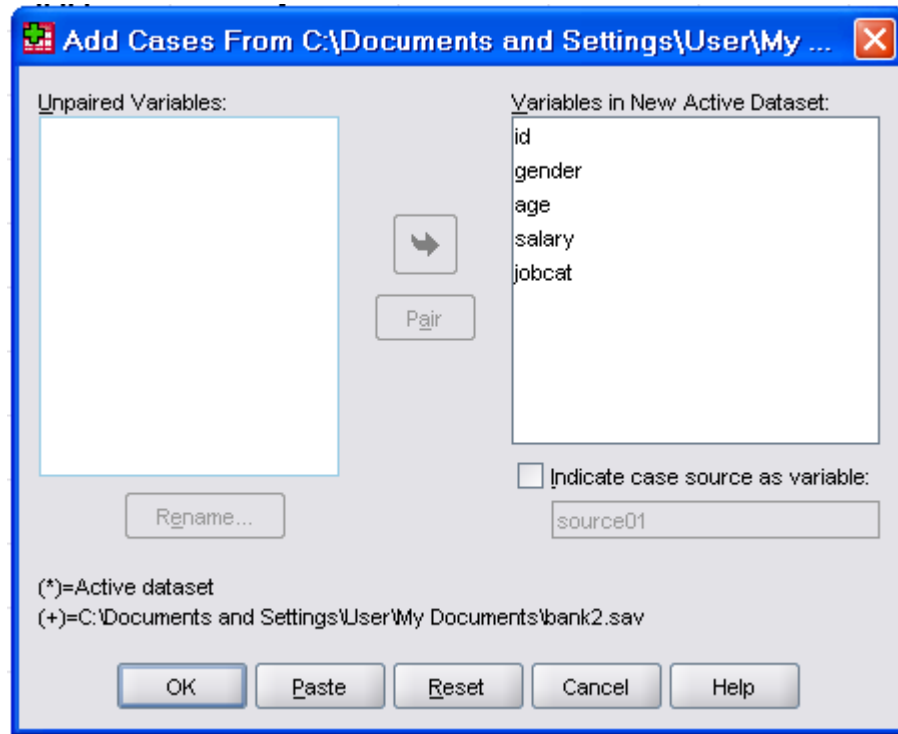 Add Cases From C:\Documents and Settings\User\My ...
Unpaired Variables:
Variables in New Active Dataset:
id
gender
age
salary
jobcat
Pair
Indicate case source as variable:
Rename...
source01
(*)=Active dataset
(+)=C:\Documents and Settings\User\My Documents\bank2.sav
OK
Paste
Reset
Cancel
Help